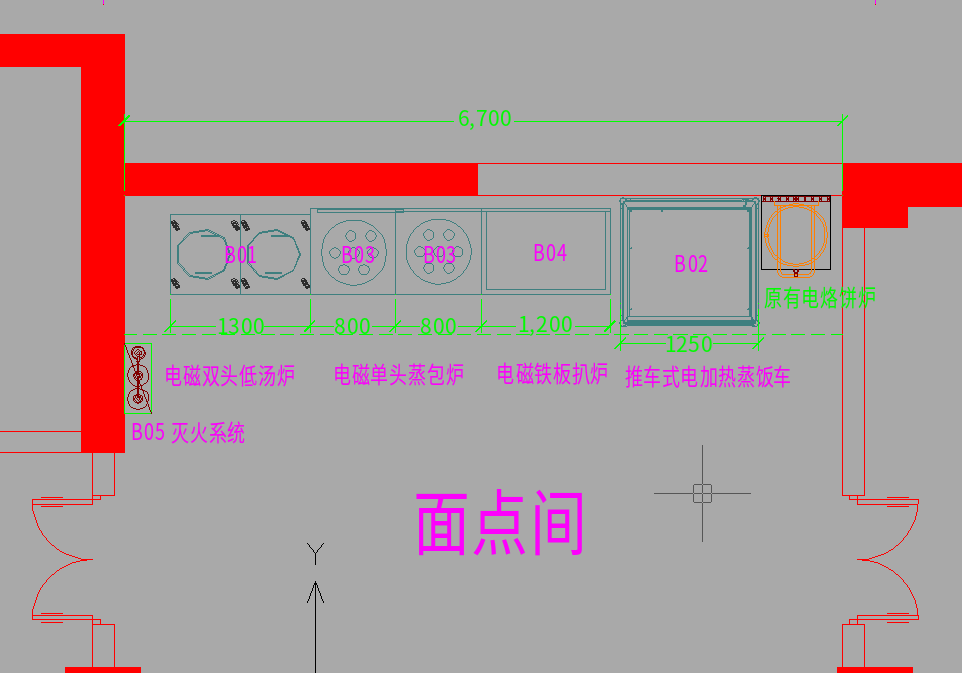 6,700
B01
B03
B03
B04
B02
原有电烙饼炉
1300
800
800
1,200
1250
电磁双头低汤炉
电磁单头蒸包炉
电磁铁板扒炉
推车式电加热蒸饭车
B05 灭火系统
面点间
Y